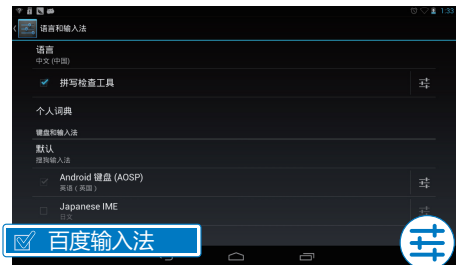 1:33
语言和输入法
语言
中文 (中国)
拼写检查工具
个人词典
键盘和输入法
默认
搜狗输入法
Android 键盘 (AOSP)
英语 (英国)
Japanese IME
日文
百度输入法